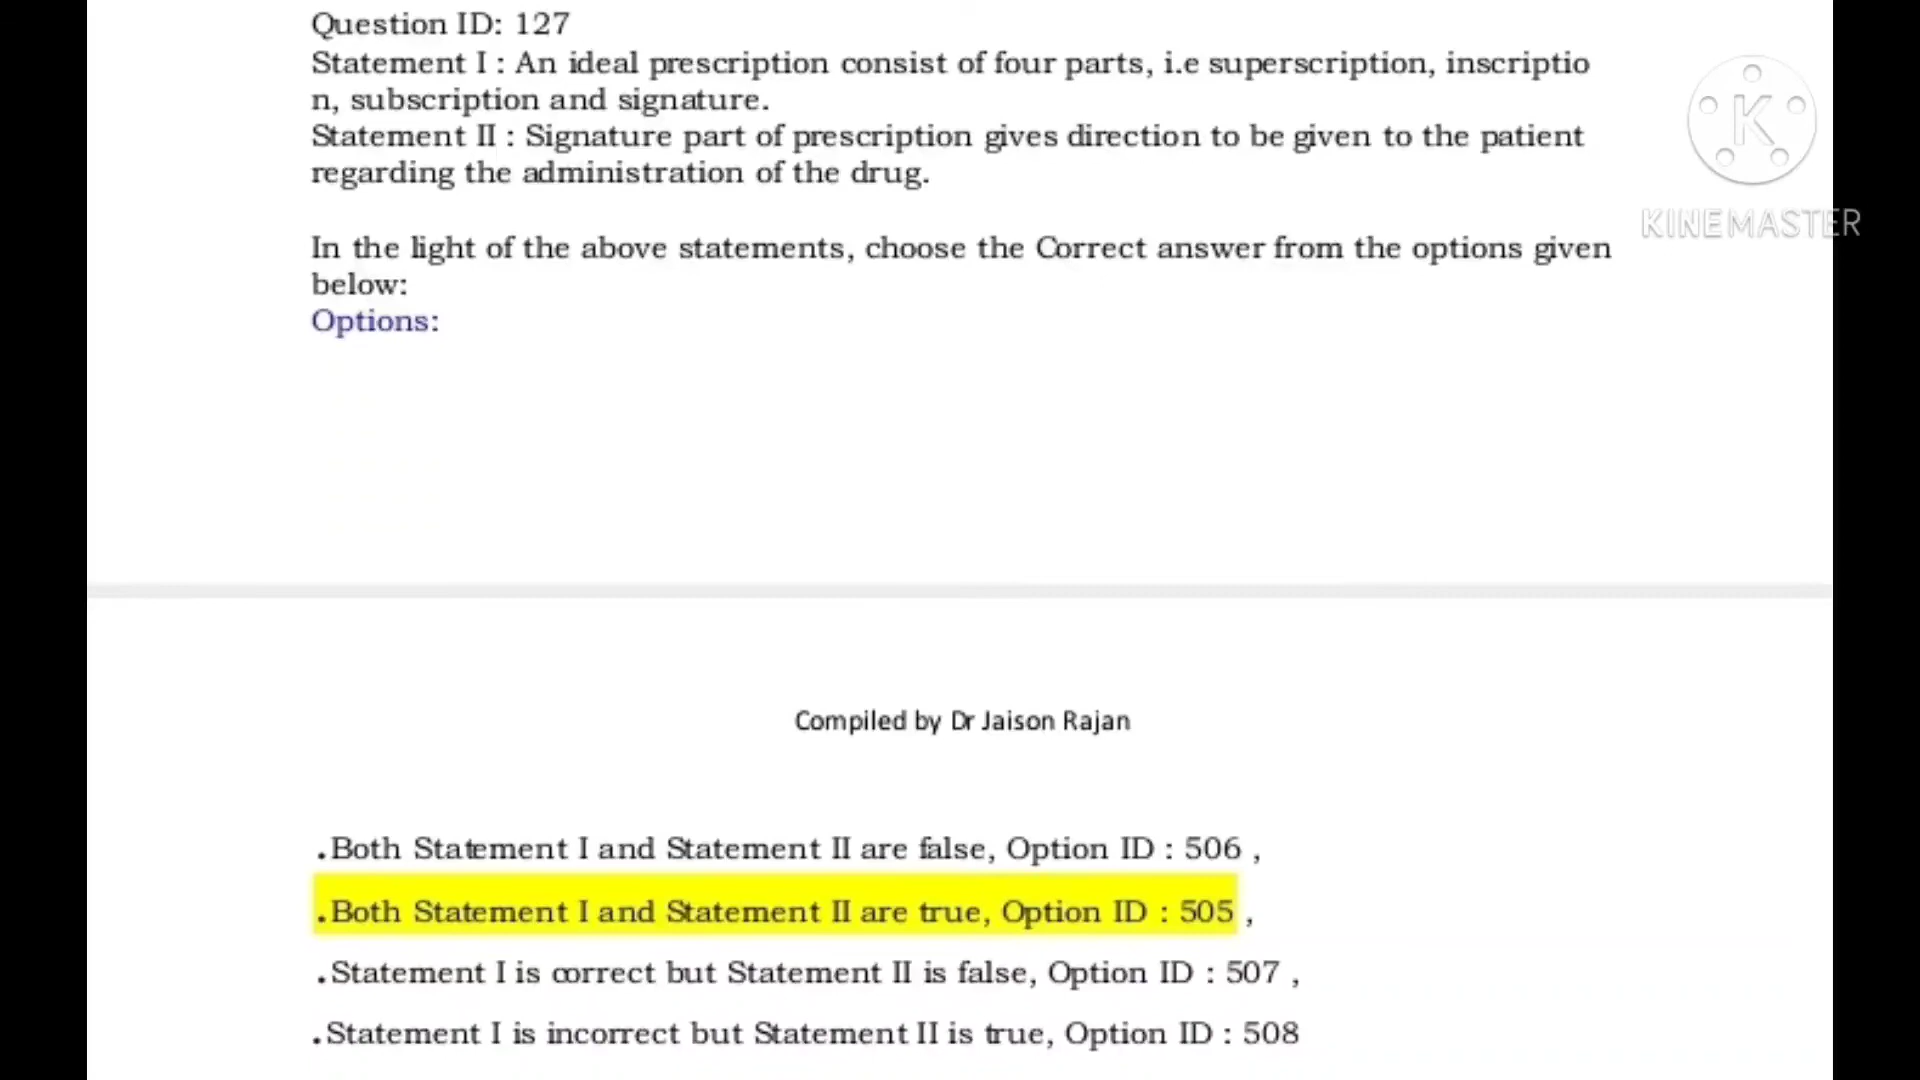 Question ID: 127
Statement I : An ideal prescription consist of four parts, i.e superscription, inscriptio
n, subscription and signature.
Statement II : Signature part of prescription gives direction to be given to the patient
regarding the administration of the drug.
In the light of the above statements, choose the Correct answer from the options given
below:
Options:
K
KINEMASTER
Compiled by Dr Jaison Rajan
.Both Statement I and Statement II are false, Option ID : 506 ,
.Both Statement I and Statement II are true, Option ID : 505 ,
.Statement I is correct but Statement II is false, Option ID : 507 ,
.Statement I is incorrect but Statement II is true, Option ID : 508